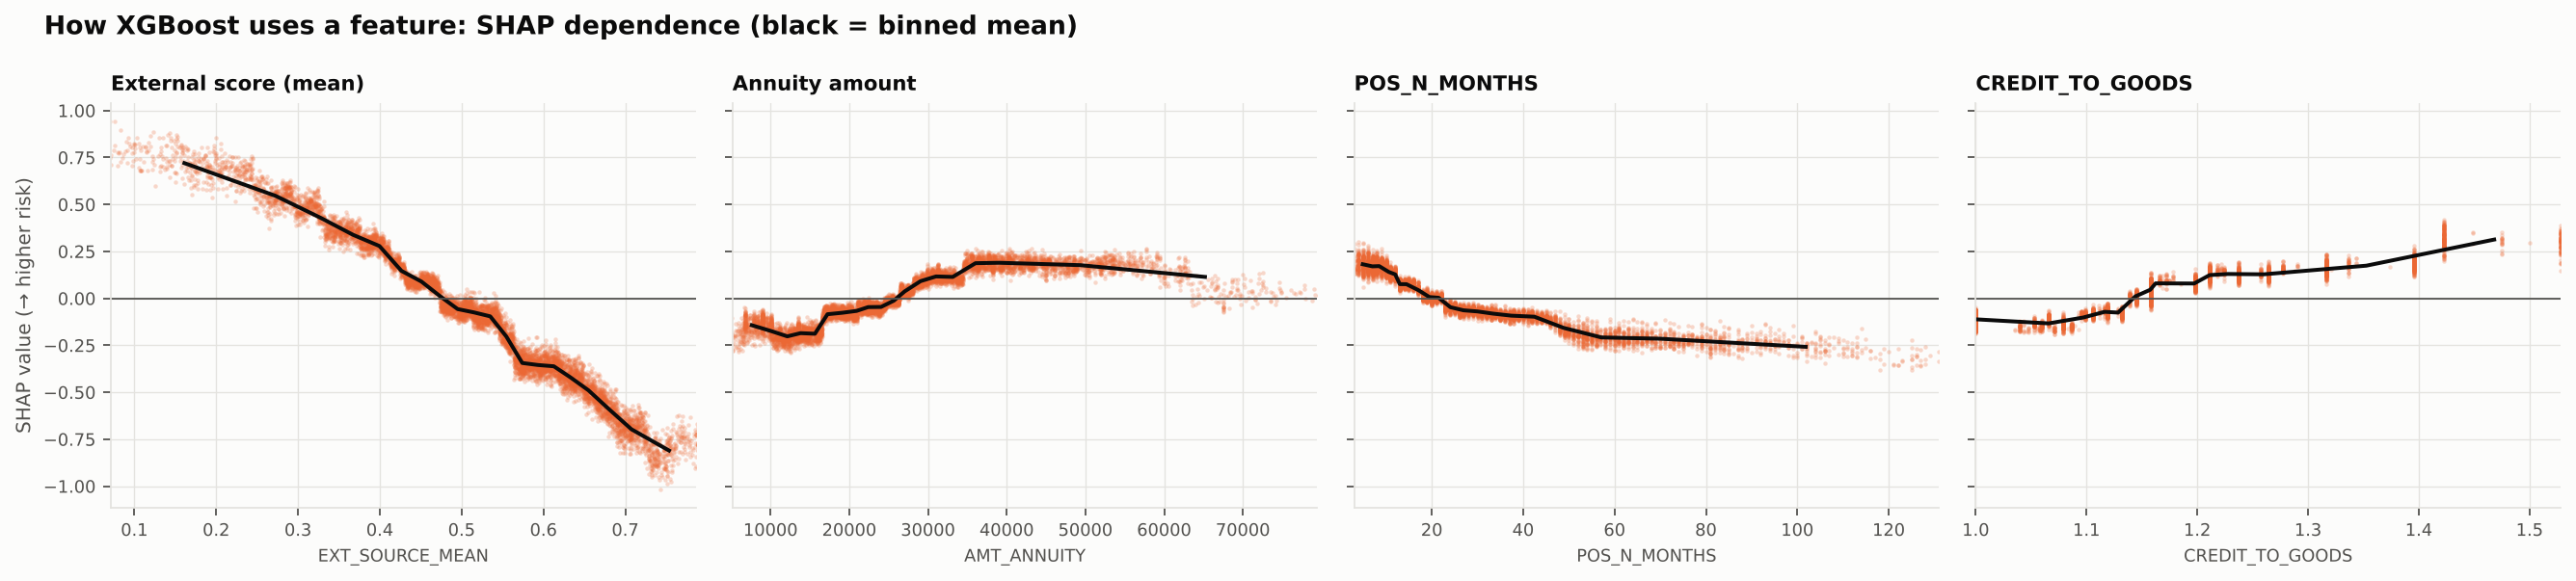 How XGBoost uses a feature: SHAP dependence (black = binned mean)
External score (mean)
Annuity amount
POS_N_MONTHS
CREDIT_TO_GOODS
SHAP value (→ higher risk)
1.00
0.75
0.50
0.25
0.00
−0.25
−0.50
−0.75
−1.00
0.1 0.2 0.3 0.4 0.5 0.6 0.7
EXT_SOURCE_MEAN
10000 20000 30000 40000 50000 60000 70000
AMT_ANNUITY
20 40 60 80 100 120
POS_N_MONTHS
1.0 1.1 1.2 1.3 1.4 1.5
CREDIT_TO_GOODS